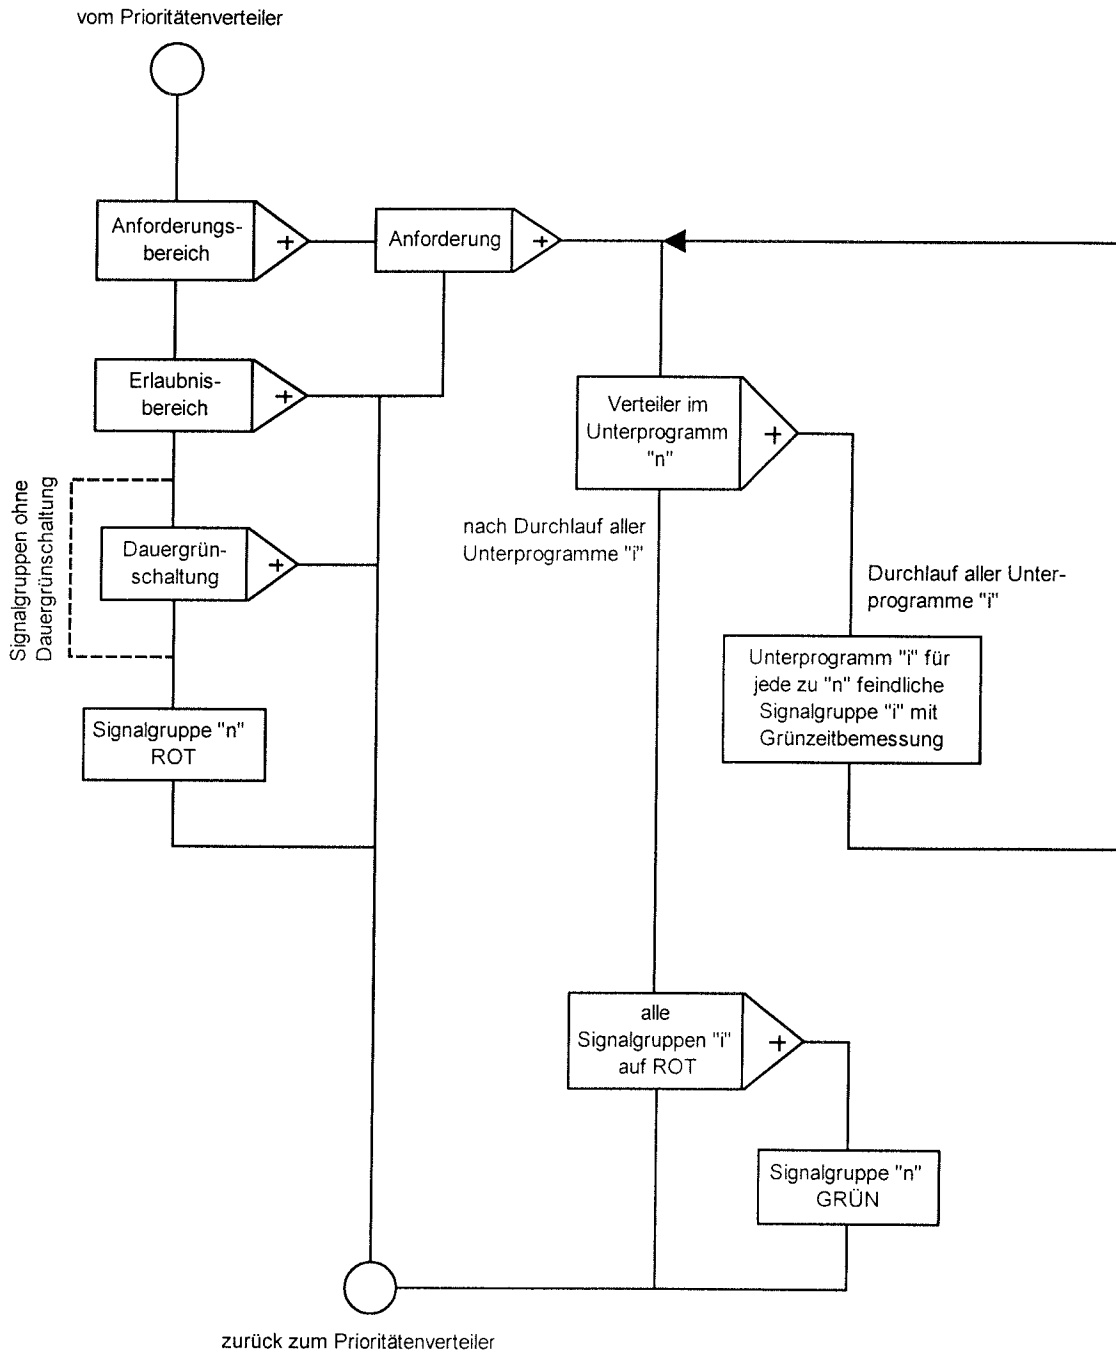 vom Prioritätenverteiler
Anforderungs-
bereich
+
Anforderung
+
Erlaubnis-
bereich
+
Verteiler im
Unterprogramm
"n"
+
Signalgruppen ohne
Dauergrünschaltung
nach Durchlauf aller
Unterprogramme "i"
Dauergrün-
schaltung
+
Durchlauf aller Unter-
programme "i"
Unterprogramm "i" für
jede zu "n" feindliche
Signalgruppe "i" mit
Grünzeitbemessung
Signalgruppe "n"
ROT
alle
Signalgruppen "i"
auf ROT
+
Signalgruppe "n"
GRÜN
zurück zum Prioritätenverteiler